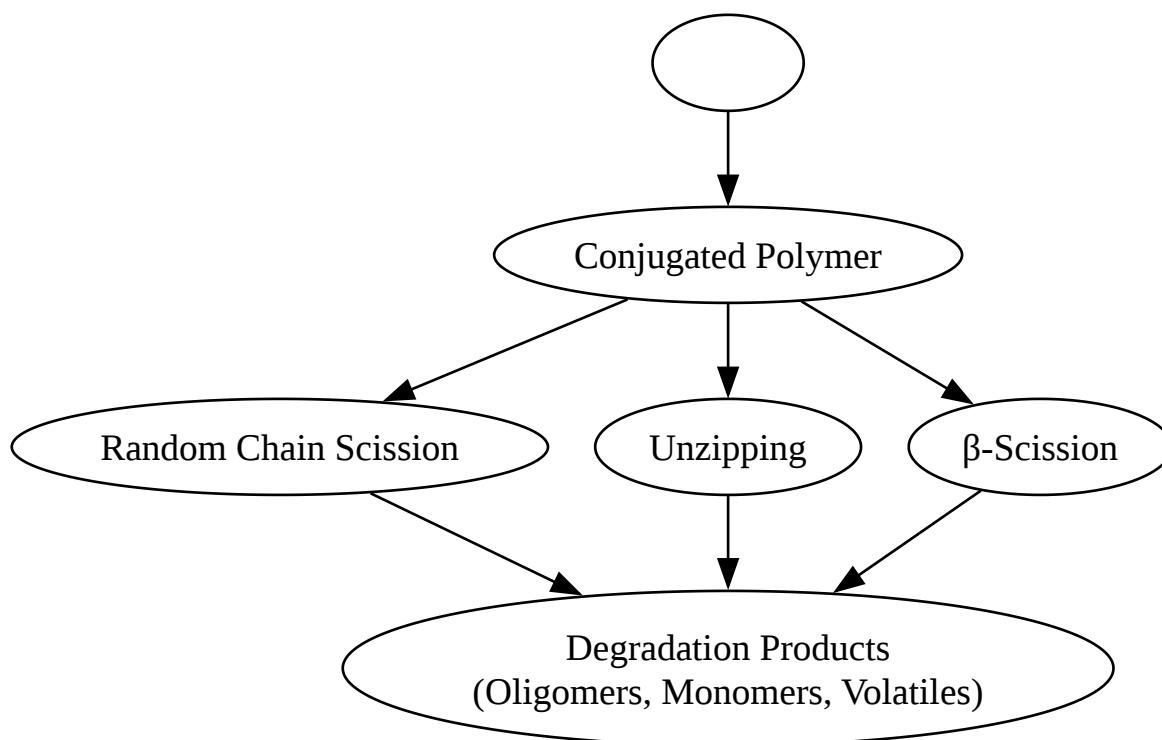 Conjugated Polymer
Random Chain Scission
Unzipping
β-Scission
Degradation Products
(Oligomers, Monomers, Volatiles)